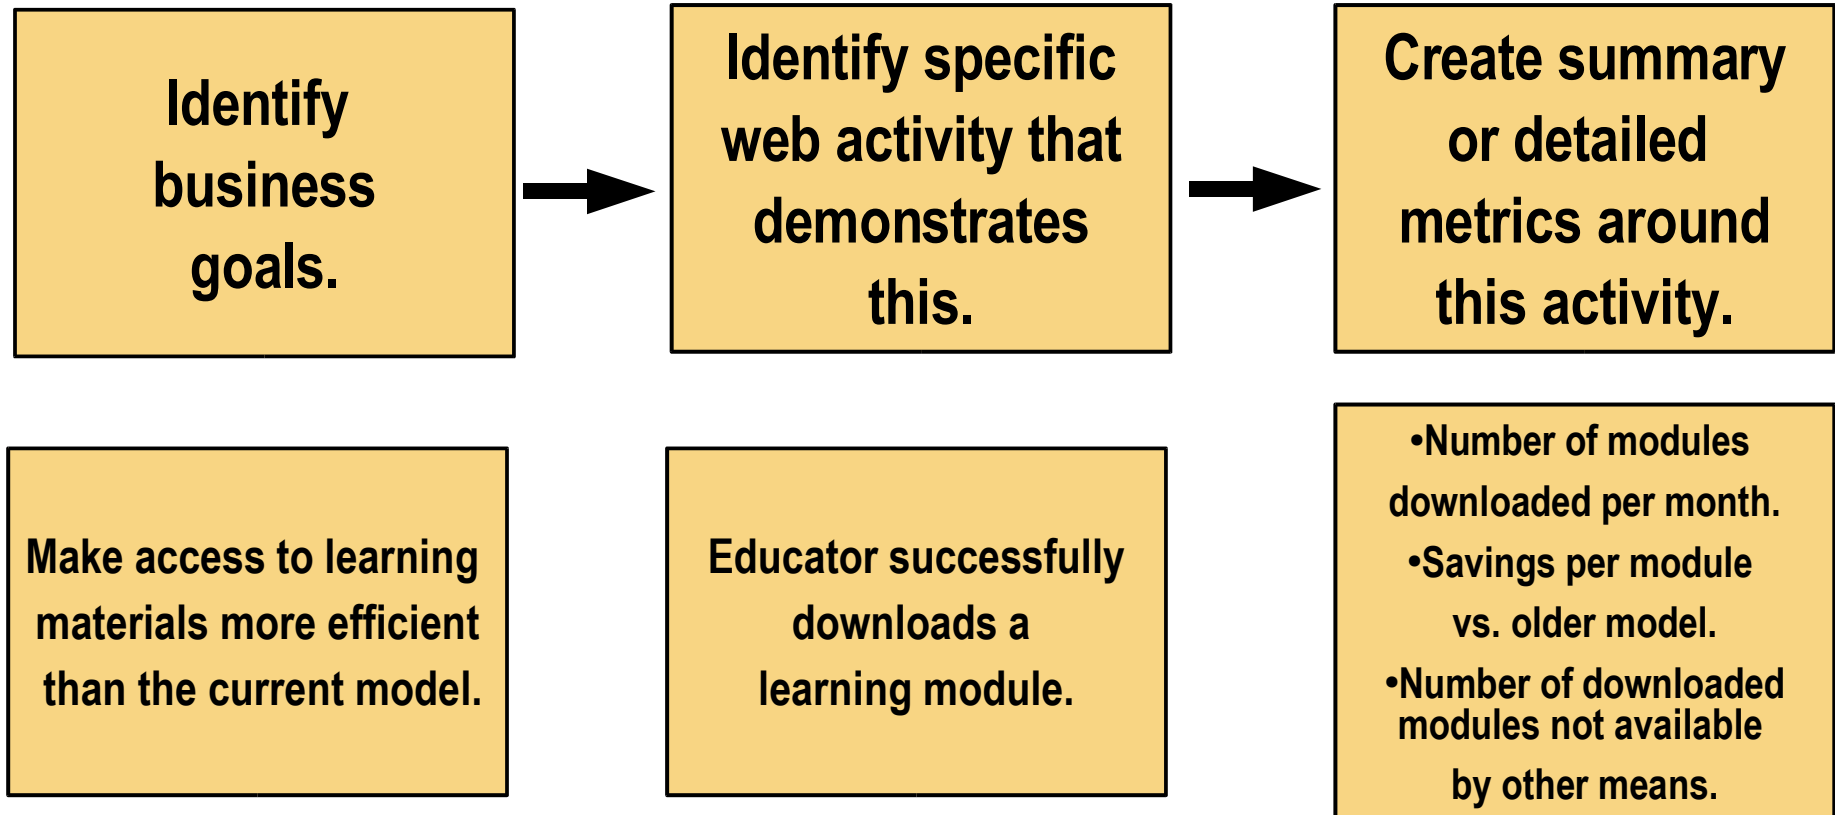 Identify
business
goals.
Identify specific
web activity that
demonstrates
this.
Create summary
or detailed
metrics around
this activity.
Make access to learning
materials more efficient
than the current model.
Educator successfully
downloads a
learning module.
•Number of modules
downloaded per month.
•Savings per module
vs. older model.
•Number of downloaded
modules not available
by other means.